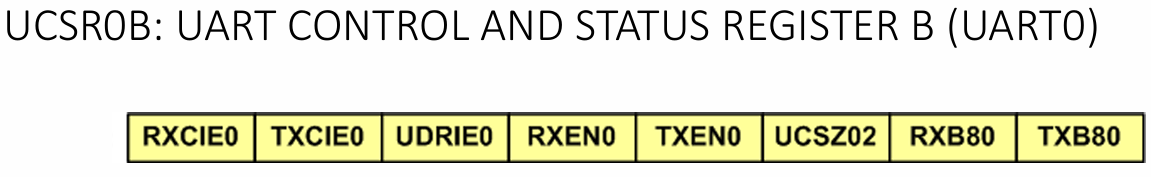 UCSR0B: UART CONTROL AND STATUS REGISTER B (UART0)
RXCIE0 TXCIE0 UDRIE0 RXEN0 TXEN0 UCSZ02 RXB80 TXB80